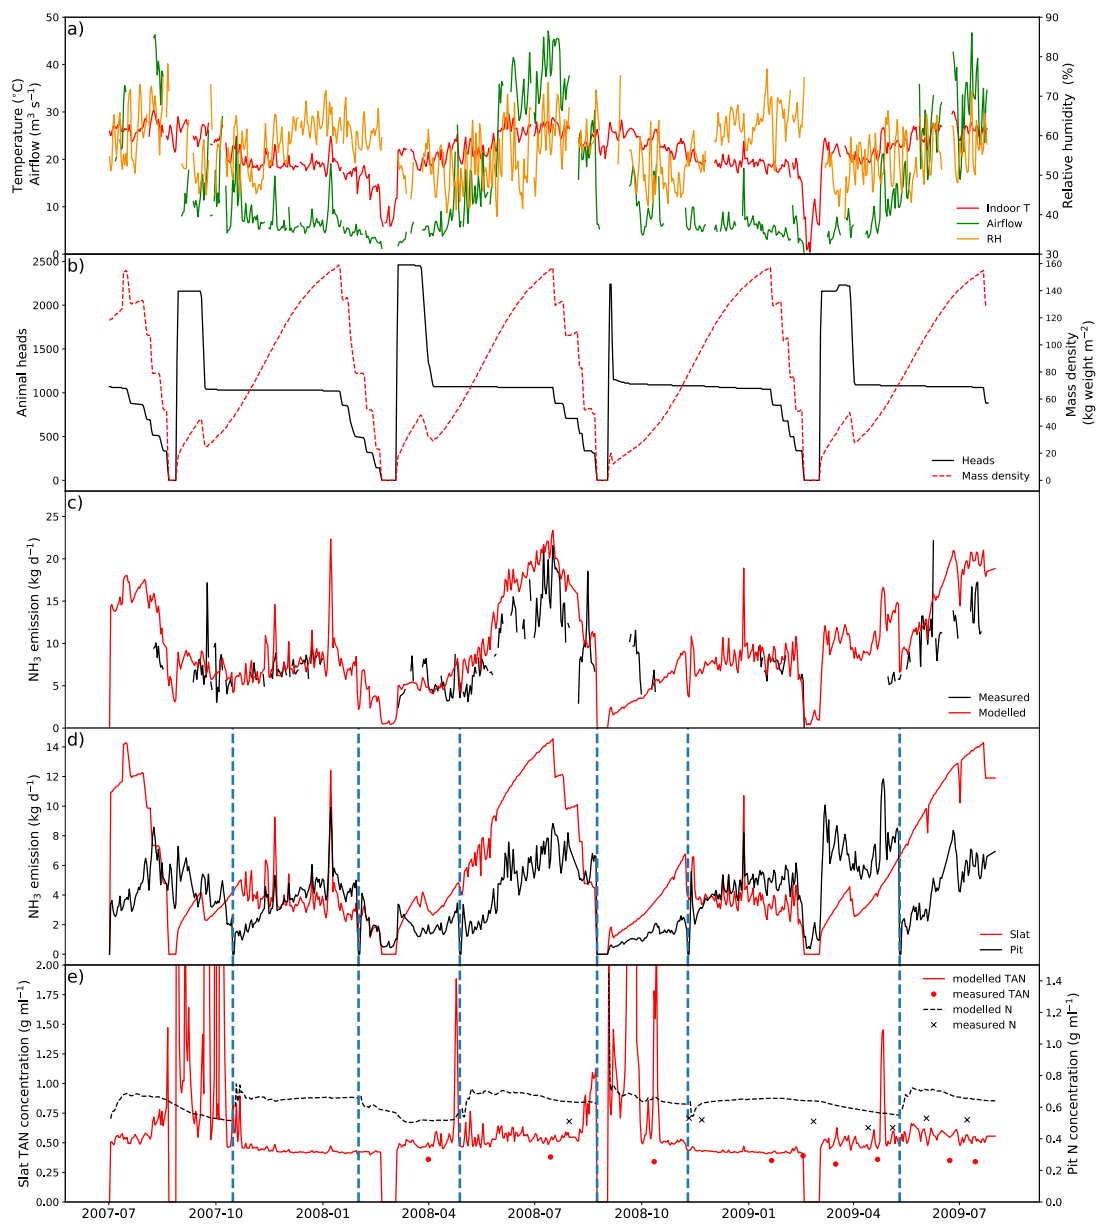 a)
50
40
30
20
10
0
Temperature (°C)
Airflow (m³ s⁻¹)
90
80
70
60
50
40
30
Relative humidity (%)
Indoor T
Airflow
RH
b)
2500
2000
1500
1000
500
0
Animal heads
160
140
120
100
80
60
40
20
0
Mass density
(kg weight m⁻²)
Heads
Mass density
c)
25
20
15
10
5
0
NH₃ emission (kg d⁻¹)
Measured
Modelled
d)
14
12
10
8
6
4
2
0
NH₃ emission (kg d⁻¹)
Slat
Pit
e)
2.00
1.75
1.50
1.25
1.00
0.75
0.50
0.25
0.00
Slat TAN concentration (g ml⁻¹)
1.4
1.2
1.0
0.8
0.6
0.4
0.2
0.0
Pit N concentration (g ml⁻¹)
modelled TAN
measured TAN
modelled N
measured N
2007-07 2007-10 2008-01 2008-04 2008-07 2008-10 2009-01 2009-04 2009-07